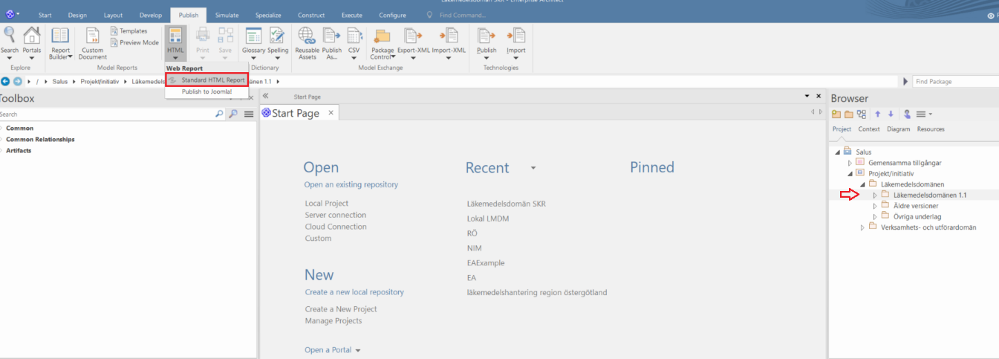 Läkemedelsdomän SKR - Enterprise Architect
Start Design Layout Develop Publish Simulate Specialize Construct Execute Configure Find Command...
Search Portals
Explore
Report Builder
Custom Document
Templates
Preview Mode
Model Reports
HTML
Print
Save
Web Report
Standard HTML Report
Publish to Joomla!
Glossary Spelling
Dictionary
Reusable Assets
Publish As...
CSV
Package Control
Export-XML
Import-XML
Model Exchange
Publish
Import
Technologies
/ Salus Projekt/initiativ Läkemedels
änen 1.1
Find Package
Toolbox
Search
Common
Common Relationships
Artifacts
Start Page
Start Page ×
Open
Open an existing repository
Local Project
Server connection
Cloud Connection
Custom
New
Create a new local repository
Create a New Project
Manage Projects
Open a Portal
Recent
Läkemedelsdomän SKR
Lokal LMDM
RÖ
NIM
EAExample
EA
läkemedelshantering region östergötland
Pinned
Browser
Project Context Diagram Resources
Salus
Gemensamma tillgångar
Projekt/initiativ
Läkemedelsdomänen
Läkemedelsdomänen 1.1
Äldre versioner
Övriga underlag
Verksamhets- och utförardomän